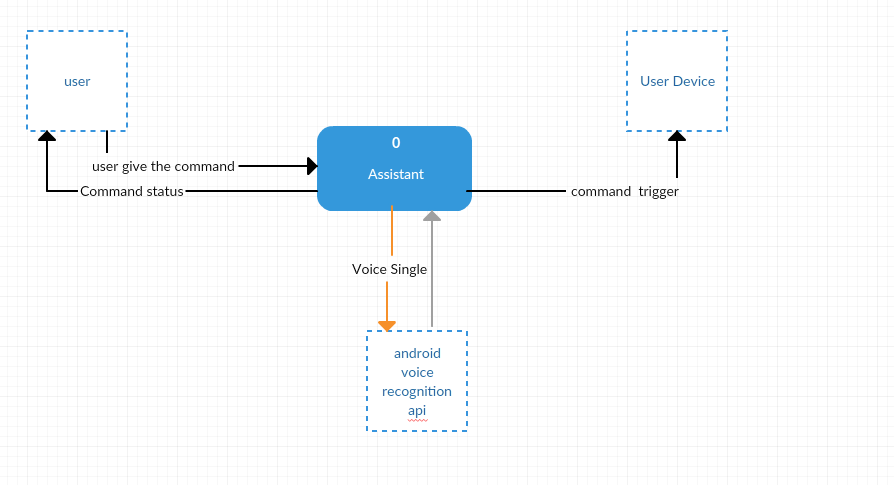 user
User Device
0
Assistant
user give the command
Command status
command trigger
Voice Single
android
voice
recognition
api